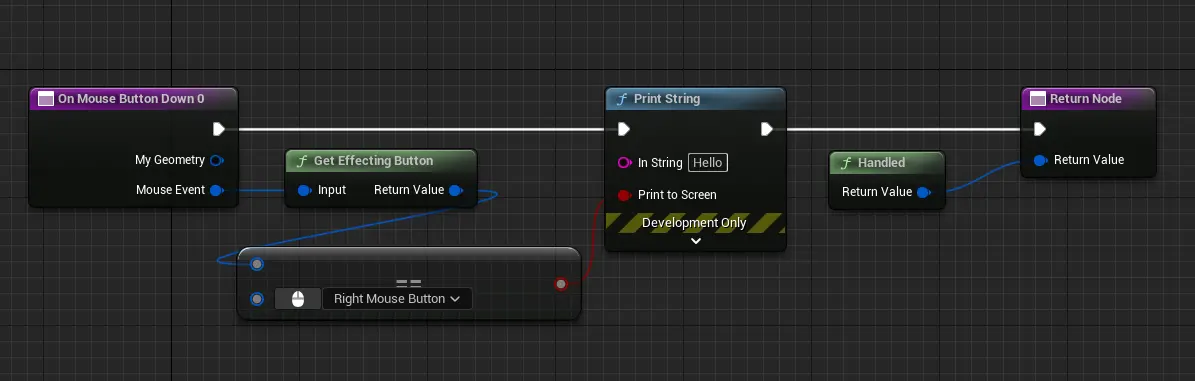 On Mouse Button Down 0
My Geometry
Mouse Event
Get Effecting Button
Input Return Value
==
Right Mouse Button
Print String
In String Hello
Print to Screen
Development Only
Handled
Return Value
Return Node
Return Value